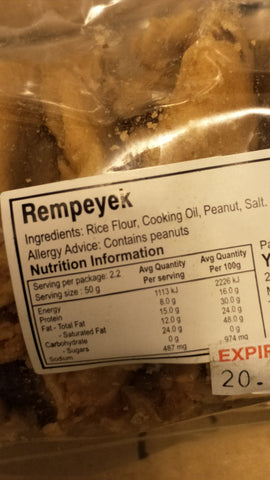 Rempeyek
Ingredients: Rice Flour, Cooking Oil, Peanut, Salt.
Allergy Advice: Contains peanuts
Nutrition Information
Serving per package: 2.2
Serving size : 50 g
Avg Quantity Per serving Avg Quantity Per 100g
Energy 1113 kJ 2226 kJ
Protein 8.0 g 16.0 g
Fat - Total Fat 15.0 g 30.0 g
- Saturated Fat 12.0 g 24.0 g
Carbohydrate 24.0 g 48.0 g
- Sugars 0 g 0 g
Sodium 487 mg 974 mg
EXPIR
20-